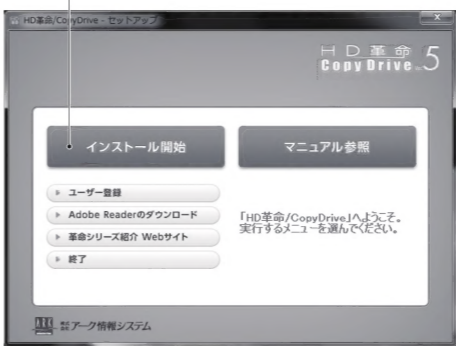 HD革命/CopyDrive - セットアップ
HD革命
CopyDrive Ver. 5
インストール開始
マニュアル参照
ユーザー登録
Adobe Readerのダウンロード
革命シリーズ紹介 Webサイト
終了
「HD革命/CopyDrive」へようこそ。
実行するメニューを選んでください。
株式会社 アーク情報システム